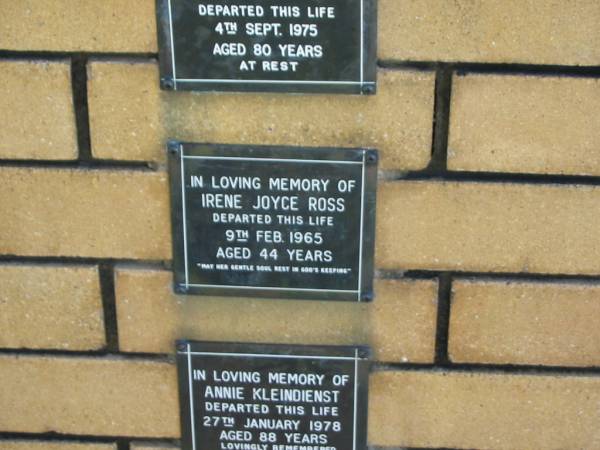 DEPARTED THIS LIFE
4TH SEPT. 1975
AGED 80 YEARS
AT REST
IN LOVING MEMORY OF
IRENE JOYCE ROSS
DEPARTED THIS LIFE
9TH FEB. 1965
AGED 44 YEARS
"MAY HER GENTLE SOUL REST IN GOD'S KEEPING"
IN LOVING MEMORY OF
ANNIE KLEINDIENST
DEPARTED THIS LIFE
27TH JANUARY 1978
AGED 88 YEARS
LOVINGLY REMEMBERED